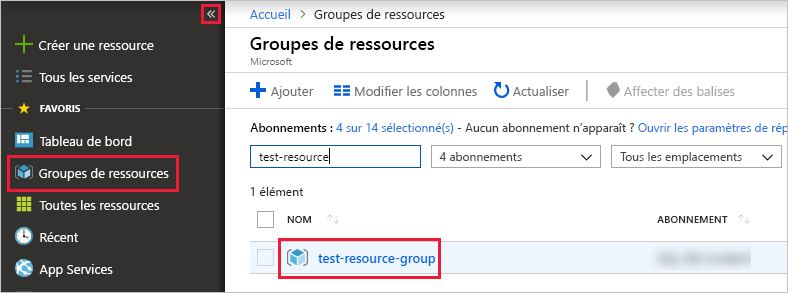 «
Créer une ressource
Tous les services
FAVORIS
Tableau de bord
Groupes de ressources
Toutes les ressources
Récent
App Services
Accueil > Groupes de ressources
Groupes de ressources
Microsoft
Ajouter Modifier les colonnes Actualiser Affecter des balises
Abonnements : 4 sur 14 sélectionné(s) - Aucun abonnement n'apparaît ? Ouvrir les paramètres de
test-resource 4 abonnements Tous les emplacements
1 élément
NOM ABONNEMENT
test-resource-group